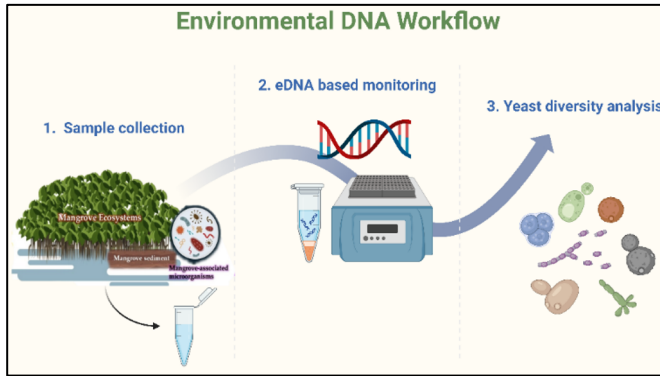 Environmental DNA Workflow
1. Sample collection
2. eDNA based monitoring
3. Yeast diversity analysis
Mangrove Ecosystems
Mangrove sediment
Mangrove-associated
microorganisms